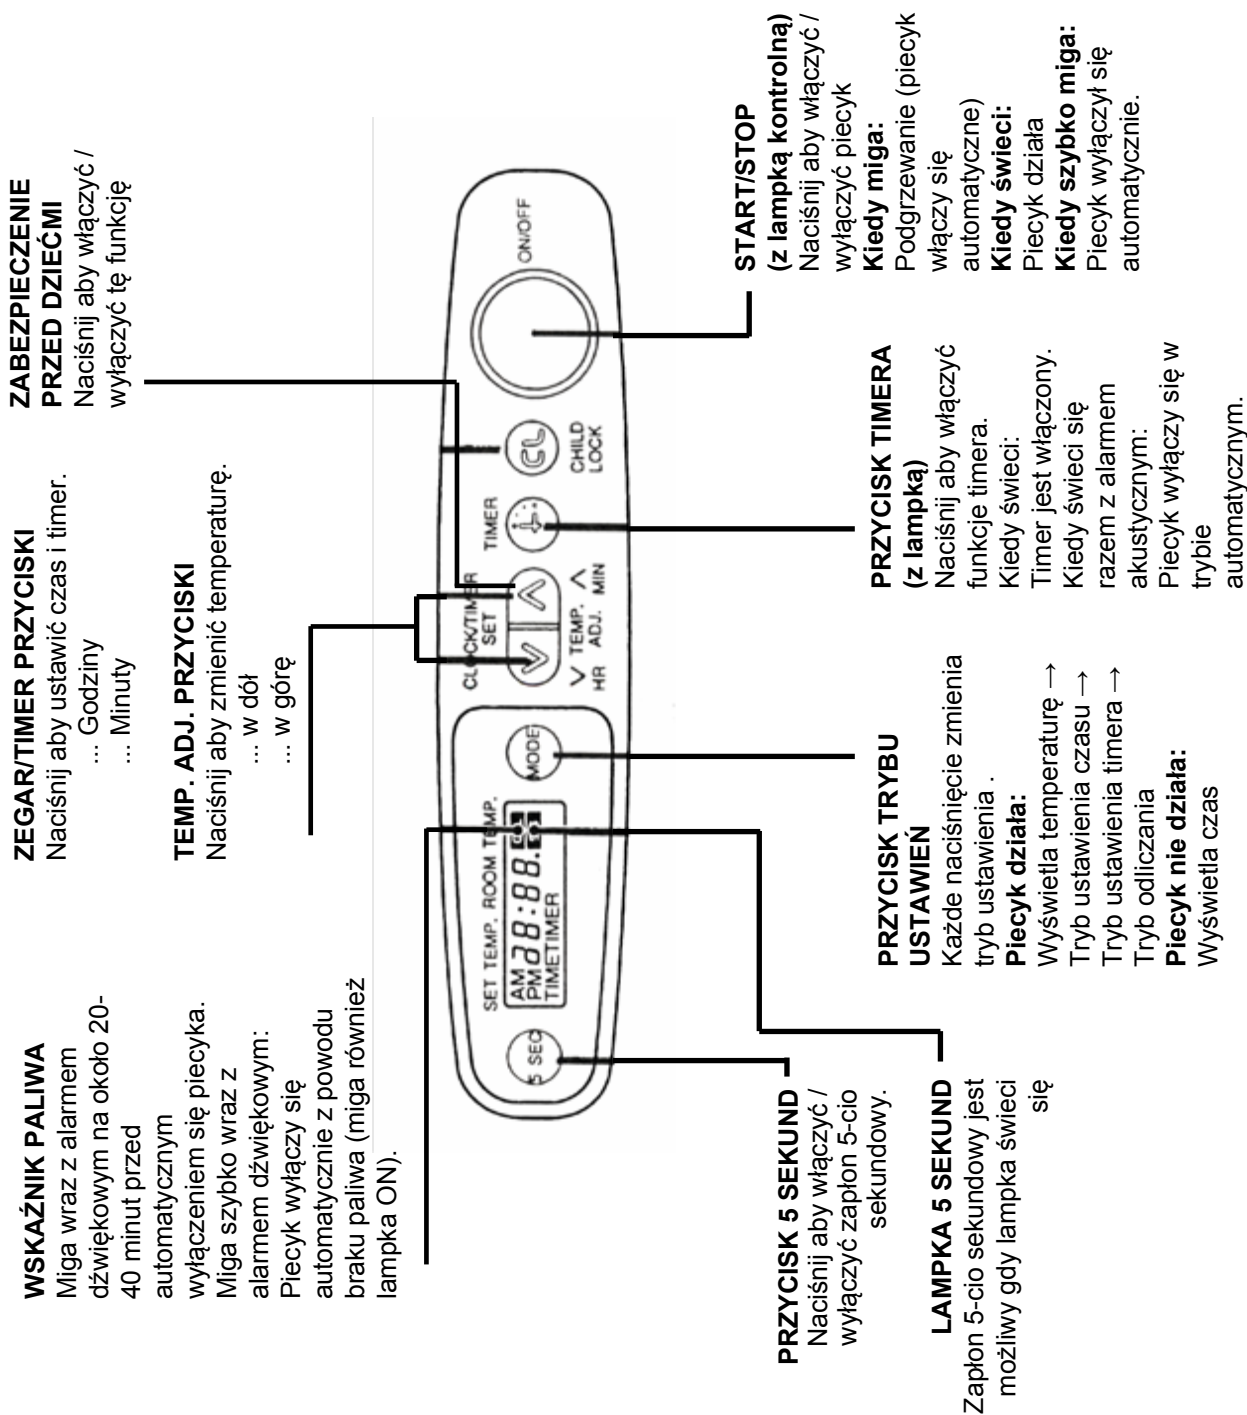 WSKAŹNIK PALIWA
Miga wraz z alarmem
dźwiękowym na około 20-
40 minut przed
automatycznym
wyłączeniem się piecyka.
Miga szybko wraz z
alarmem dźwiękowym:
Piecyk wyłączy się
automatycznie z powodu
braku paliwa (miga również
lampka ON).
ZEGAR/TIMER PRZYCISKI
Naciśnij aby ustawić czas i timer.
... Godziny
... Minuty
TEMP. ADJ. PRZYCISKI
Naciśnij aby zmienić temperaturę.
... w dół
... w górę
ZABEZPIECZENIE
PRZED DZIEĆMI
Naciśnij aby włączyć /
wyłączyć tę funkcję
5 SEC
SET TEMP. ROOM TEMP.
AM
PM 28:88.
TIME TIMER
MODE
CLOCK/TIMER
SET
∨ TEMP. ∧
HR ADJ. MIN
TIMER
CL
CHILD
LOCK
ON/OFF
PRZYCISK 5 SEKUND
Naciśnij aby włączyć /
wyłączyć zapłon 5-cio
sekundowy.
LAMPKA 5 SEKUND
Zapłon 5-cio sekundowy jest
możliwy gdy lampka świeci
się
PRZYCISK TRYBU
USTAWIEŃ
Każde naciśnięcie zmienia
tryb ustawienia .
Piecyk działa:
Wyświetla temperaturę →
Tryb ustawienia czasu →
Tryb ustawienia timera →
Tryb odliczania
Piecyk nie działa:
Wyświetla czas
PRZYCISK TIMERA
(z lampką)
Naciśnij aby włączyć
funkcje timera.
Kiedy świeci:
Timer jest włączony.
Kiedy świeci się
razem z alarmem
akustycznym:
Piecyk wyłączy się w
trybie
automatycznym.
START/STOP
(z lampką kontrolną)
Naciśnij aby włączyć /
wyłączyć piecyk
Kiedy miga:
Podgrzewanie (piecyk
włączy się
automatyczne)
Kiedy świeci:
Piecyk działa
Kiedy szybko miga:
Piecyk wyłączył się
automatycznie.